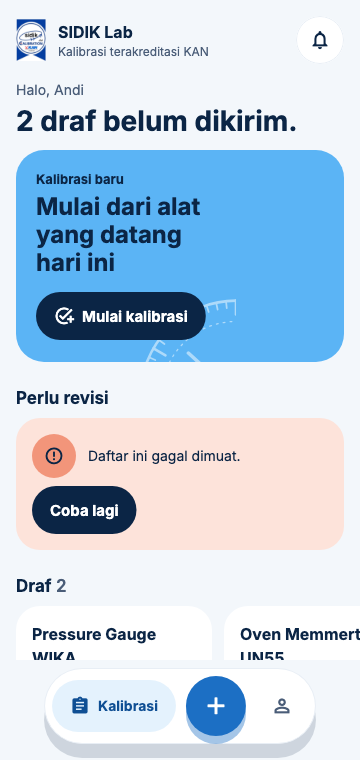 SIDIK Lab
Kalibrasi terakreditasi KAN
Halo, Andi
2 draf belum dikirim.
Kalibrasi baru
Mulai dari alat
yang datang
hari ini
Mulai kalibrasi
Perlu revisi
Daftar ini gagal dimuat.
Coba lagi
Draf 2
Pressure Gauge
WIKA
Oven Memmert
UN55
Kalibrasi